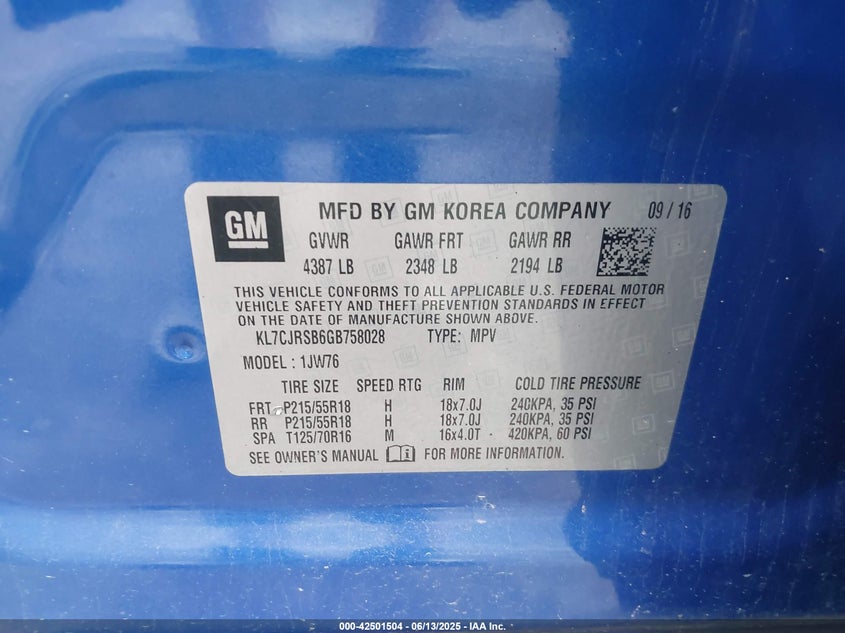 GM MFD BY GM KOREA COMPANY 09 / 16
GVWR GAWR FRT GAWR RR
4387 LB 2348 LB 2194 LB
THIS VEHICLE CONFORMS TO ALL APPLICABLE U.S. FEDERAL MOTOR
VEHICLE SAFETY AND THEFT PREVENTION STANDARDS IN EFFECT
ON THE DATE OF MANUFACTURE SHOWN ABOVE.
KL7CJRSB6GB758028 TYPE: MPV
MODEL : 1JW76
TIRE SIZE SPEED RTG RIM COLD TIRE PRESSURE
FRT P215/55R18 H 18x7.0J 240KPA, 35 PSI
RR P215/55R18 H 18x7.0J 240KPA, 35 PSI
SPA T125/70R16 M 16x4.0T 420KPA, 60 PSI
SEE OWNER'S MANUAL FOR MORE INFORMATION.
000-42501504 - 06/13/2025 - IAA Inc.